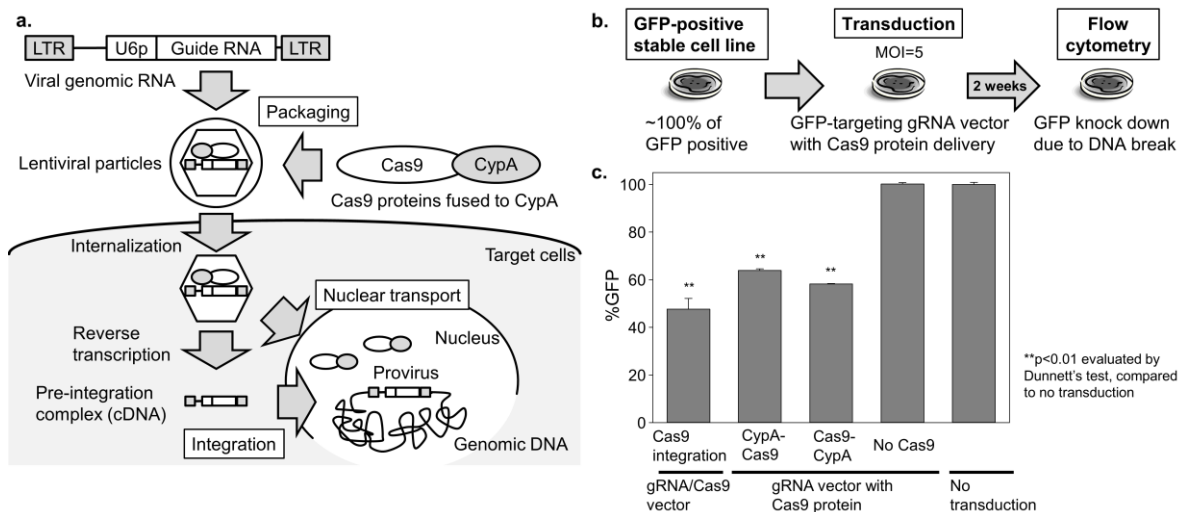 a.
LTR
U6p
Guide RNA
LTR
Viral genomic RNA
Packaging
Lentiviral particles
Cas9
CypA
Cas9 proteins fused to CypA
Internalization
Target cells
Nuclear transport
Reverse
transcription
Nucleus
Provirus
Pre-integration
complex (cDNA)
Integration
Genomic DNA
b.
GFP-positive
stable cell line
~100% of
GFP positive
Transduction
MOI=5
GFP-targeting gRNA vector
with Cas9 protein delivery
2 weeks
Flow
cytometry
GFP knock down
due to DNA break
c.
%GFP
100
80
60
40
20
0
**
**
**
Cas9
integration
CypA-
Cas9
Cas9-
CypA
No Cas9
gRNA/Cas9
vector
gRNA vector with
Cas9 protein
No
transduction
**p<0.01 evaluated by
Dunnett's test, compared
to no transduction